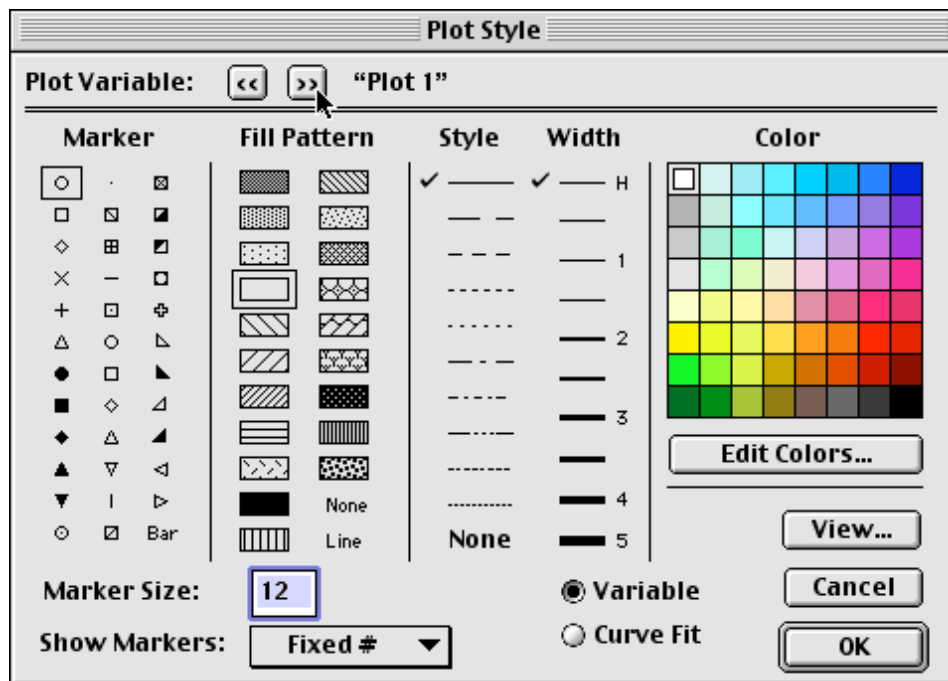 Plot Style
Plot Variable: << >> “Plot 1”
Marker Fill Pattern Style Width Color
H
1
2
3
4
5
Bar
None
Line
None
Edit Colors...
View...
Marker Size: 12
Variable
Cancel
Show Markers: Fixed #
Curve Fit
OK